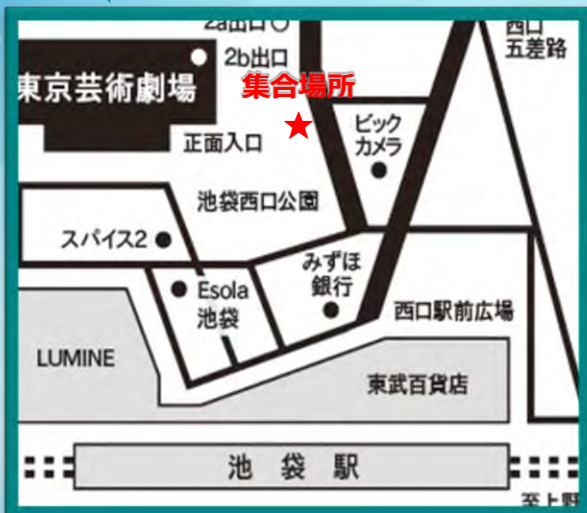 2a出口
西口
五差路
2b出口
東京芸術劇場
集合場所
ビック
カメラ
正面入口
池袋西口公園
スパイス2
みずほ
銀行
Esola
池袋
西口駅前広場
LUMINE
東武百貨店
池袋駅
至上野